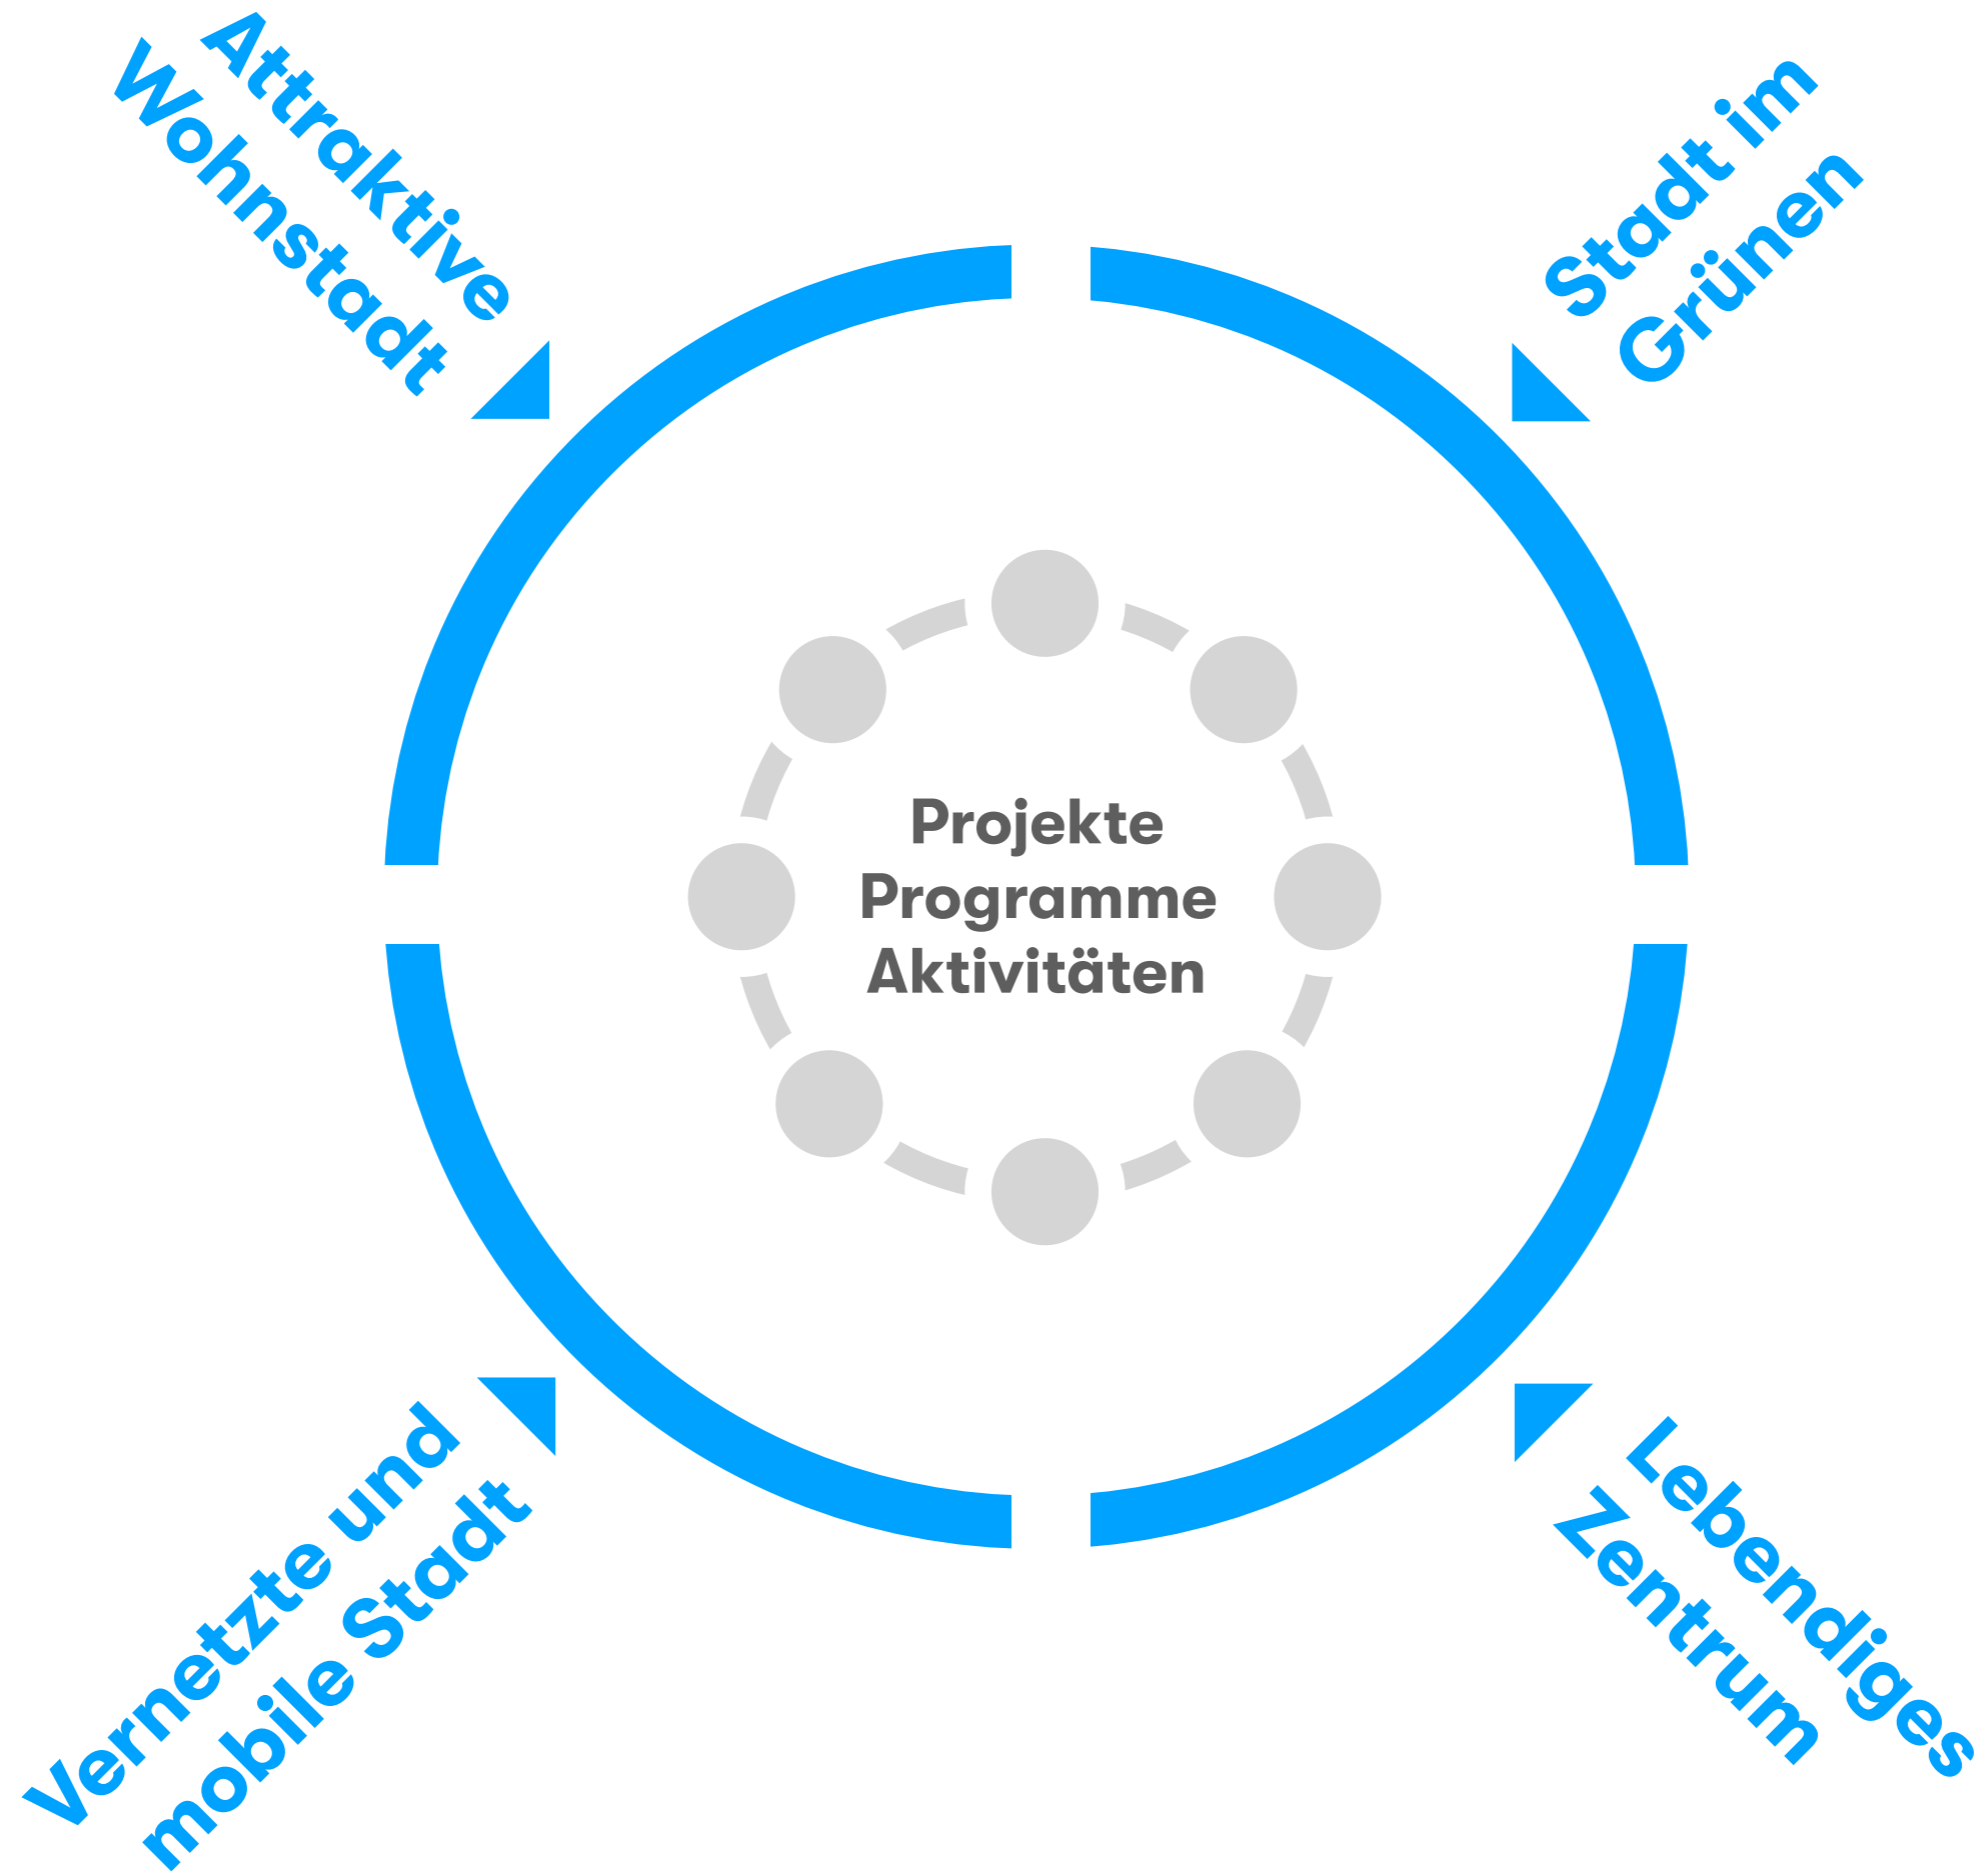 Attraktive
Wohnstadt
Stadt im
Grünen
Projekte
Programme
Aktivitäten
Vernetzte und
mobile Stadt
Lebendiges
Zentrum